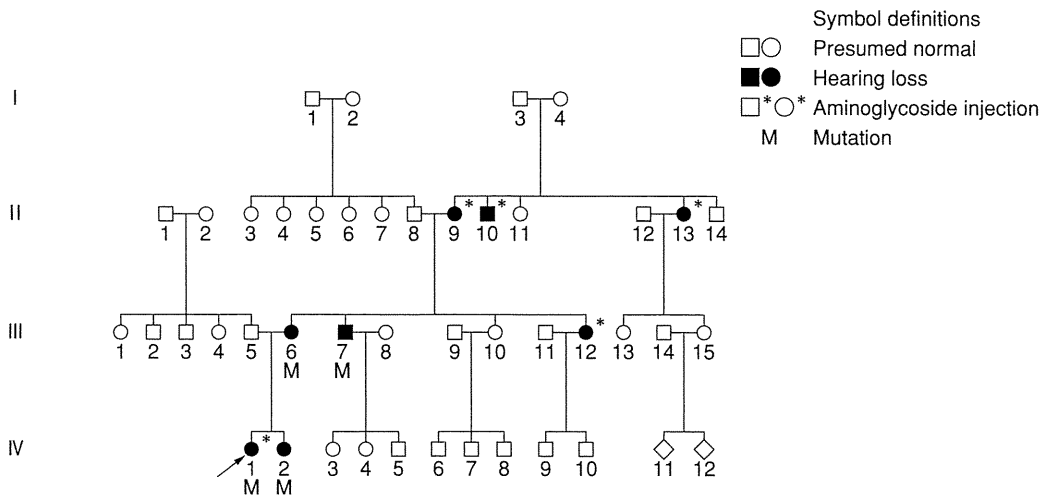 Symbol definitions
Presumed normal
Hearing loss
* * Aminoglycoside injection
M Mutation
I
1 2 3 4
II
* * *
1 2 3 4 5 6 7 8 9 10 11 12 13 14
III
*
1 2 3 4 5 6 7 8 9 10 11 12 13 14 15
M M
IV
*
1 2 3 4 5 6 7 8 9 10 11 12
M M